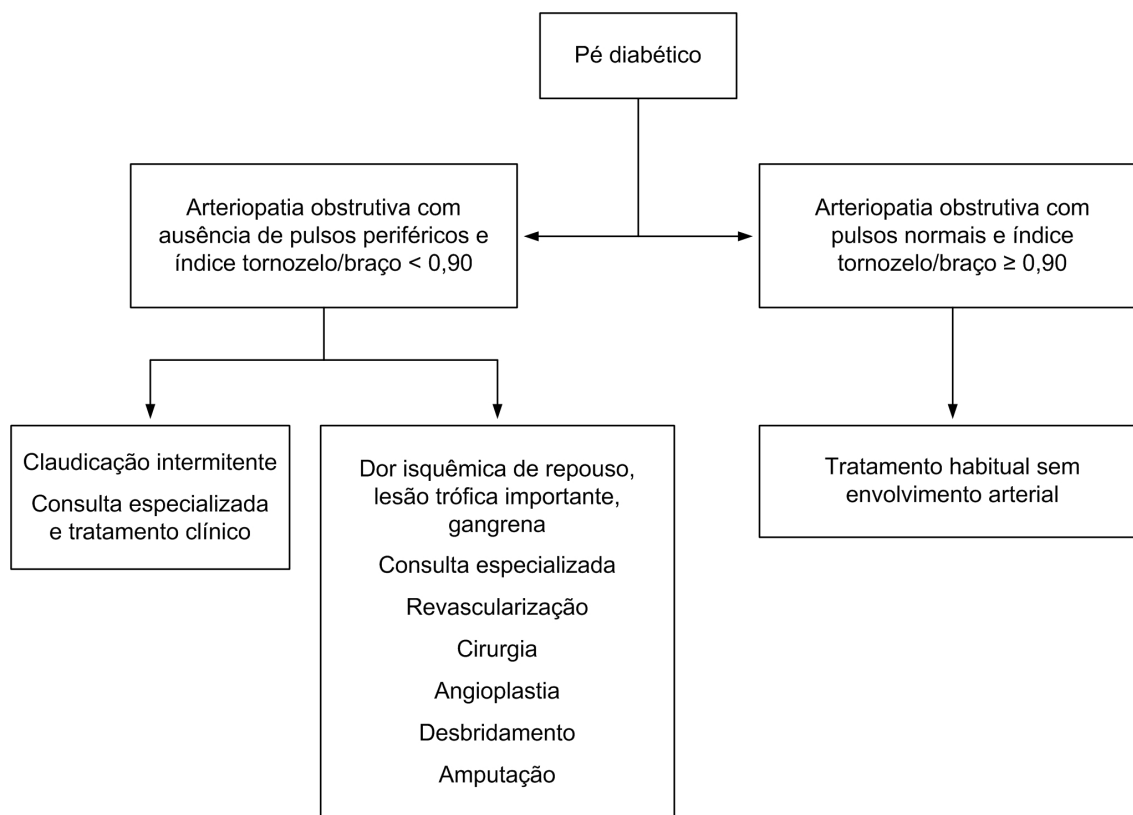 Pé diabético
Arteriopatia obstrutiva com
ausência de pulsos periféricos e
índice tornozelo/braço < 0,90
Arteriopatia obstrutiva com
pulsos normais e índice
tornozelo/braço ≥ 0,90
Claudicação intermitente
Consulta especializada
e tratamento clínico
Dor isquêmica de repouso,
lesão trófica importante,
gangrena
Consulta especializada
Revascularização
Cirurgia
Angioplastia
Desbridamento
Amputação
Tratamento habitual sem
envolvimento arterial